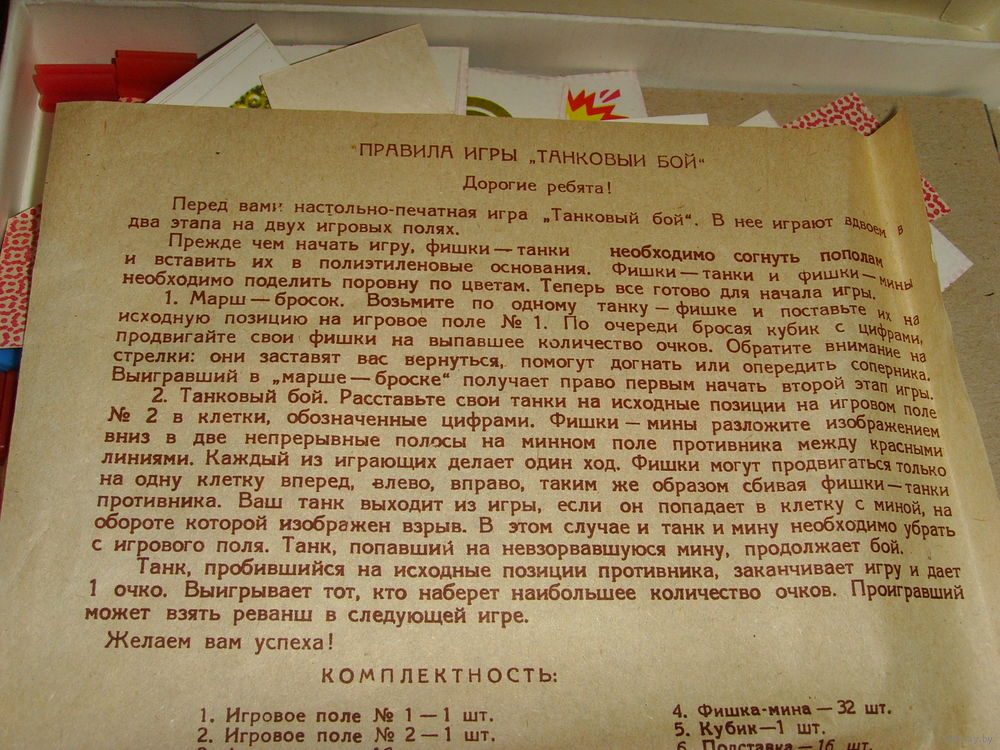 ПРАВИЛА ИГРЫ „ТАНКОВЫЙ БОЙ“
Дорогие ребята!
Перед вами настольно-печатная игра „Танковый бой“. В нее играют вдвоем в
два этапа на двух игровых полях.
Прежде чем начать игру, фишки — танки необходимо согнуть пополам
и вставить их в полиэтиленовые основания. Фишки — танки и фишки — мины
необходимо поделить поровну по цветам. Теперь все готово для начала игры.
1. Марш — бросок. Возьмите по одному танку — фишке и поставьте их на
исходную позицию на игровое поле № 1. По очереди бросая кубик с цифрами,
продвигайте свои фишки на выпавшее количество очков. Обратите внимание на
стрелки: они заставят вас вернуться, помогут догнать или опередить соперника.
Выигравший в „марше — броске“ получает право первым начать второй этап игры.
2. Танковый бой. Расставьте свои танки на исходные позиции на игровом поле
№ 2 в клетки, обозначенные цифрами. Фишки — мины разложите изображением
вниз в две непрерывные полосы на минном поле противника между красными
линиями. Каждый из играющих делает один ход. Фишки могут продвигаться только
на одну клетку вперед, влево, вправо, таким же образом сбивая фишки — танки
противника. Ваш танк выходит из игры, если он попадает в клетку с миной, на
обороте которой изображен взрыв. В этом случае и танк и мину необходимо убрать
с игрового поля. Танк, попавший на невзорвавшуюся мину, продолжает бой.
Танк, пробившийся на исходные позиции противника, заканчивает игру и дает
1 очко. Выигрывает тот, кто наберет наибольшее количество очков. Проигравший
может взять реванш в следующей игре.
Желаем вам успеха!
КОМПЛЕКТНОСТЬ:
1. Игровое поле № 1 — 1 шт.
2. Игровое поле № 2 — 1 шт.
4. Фишка-мина — 32 шт.
5. Кубик — 1 шт.
6. Подставка — 16 шт.